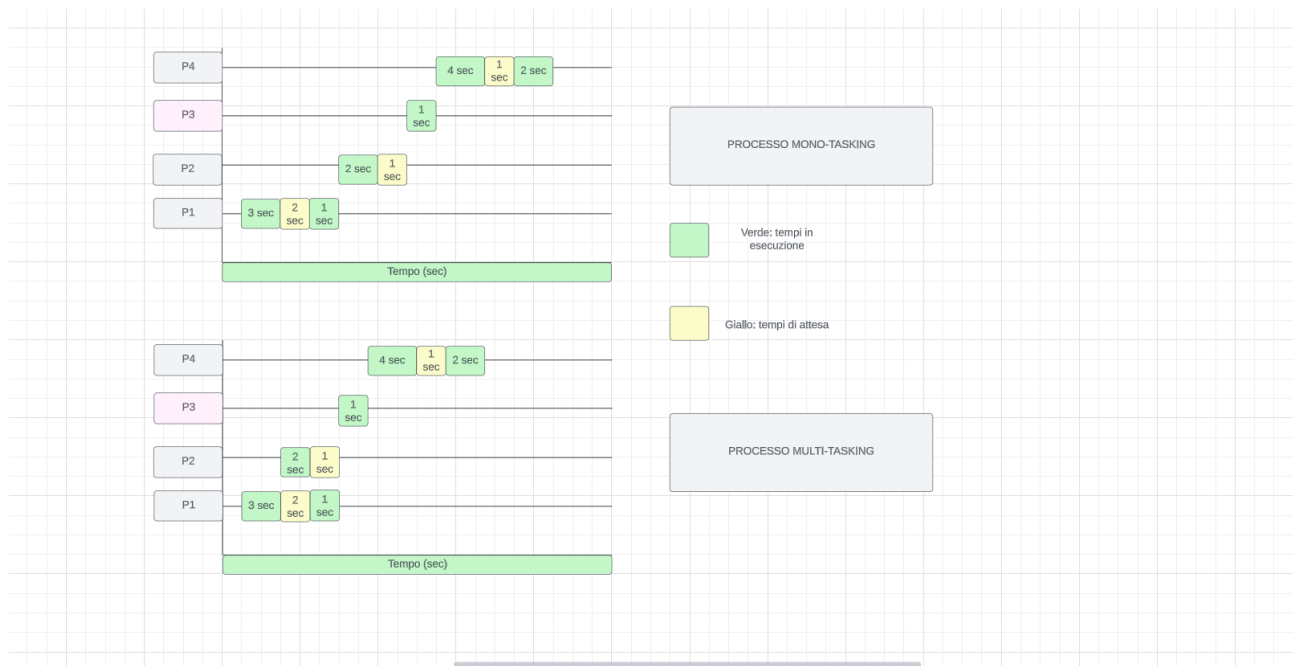 P4
4 sec
1
sec
2 sec
P3
1
sec
P2
2 sec
1
sec
P1
3 sec
2
sec
1
sec
Tempo (sec)
PROCESSO MONO-TASKING
Verde: tempi in
esecuzione
Giallo: tempi di attesa
P4
4 sec
1
sec
2 sec
P3
1
sec
P2
2
sec
1
sec
P1
3 sec
2
sec
1
sec
Tempo (sec)
PROCESSO MULTI-TASKING